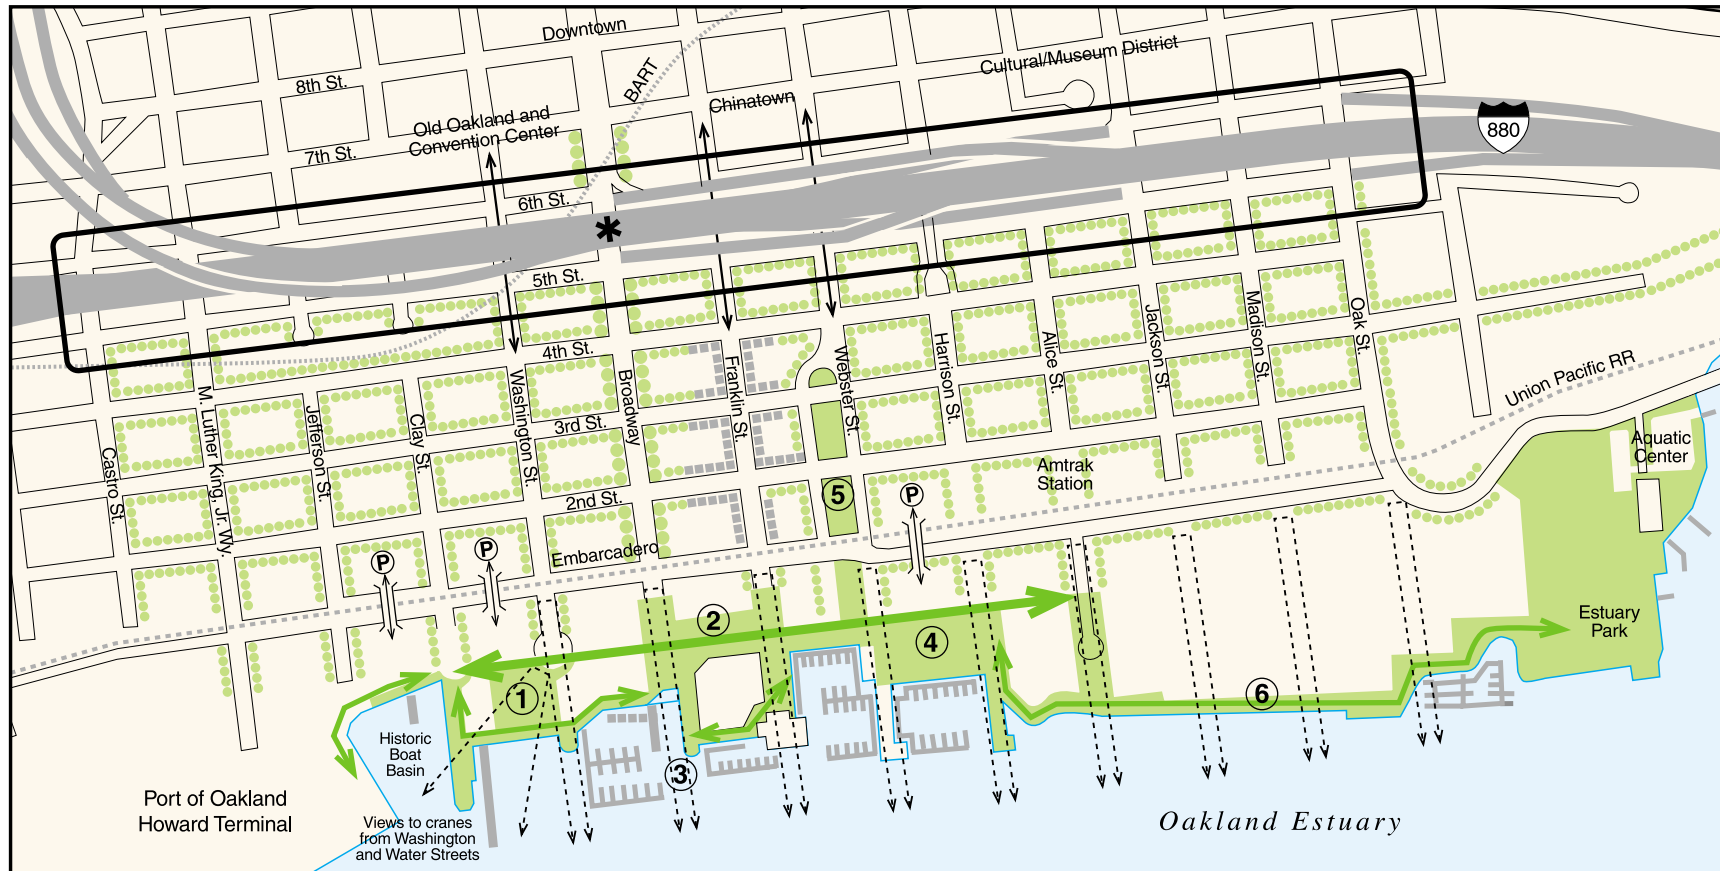 Downtown
Cultural/Museum District
8th St.
BART
Chinatown
Old Oakland and
Convention Center
880
7th St.
6th St.
*
5th St.
4th St.
3rd St.
2nd St.
Embarcadero
Castro St.
M. Luther King, Jr. Wy.
Jefferson St.
Clay St.
Washington St.
Broadway
Franklin St.
Webster St.
Harrison St.
Alice St.
Jackson St.
Madison St.
Oak St.
Union Pacific RR
Aquatic
Center
Amtrak
Station
5
P
P
P
2
4
1
6
3
Estuary
Park
Historic
Boat
Basin
Port of Oakland
Howard Terminal
Views to cranes
from Washington
and Water Streets
Oakland Estuary